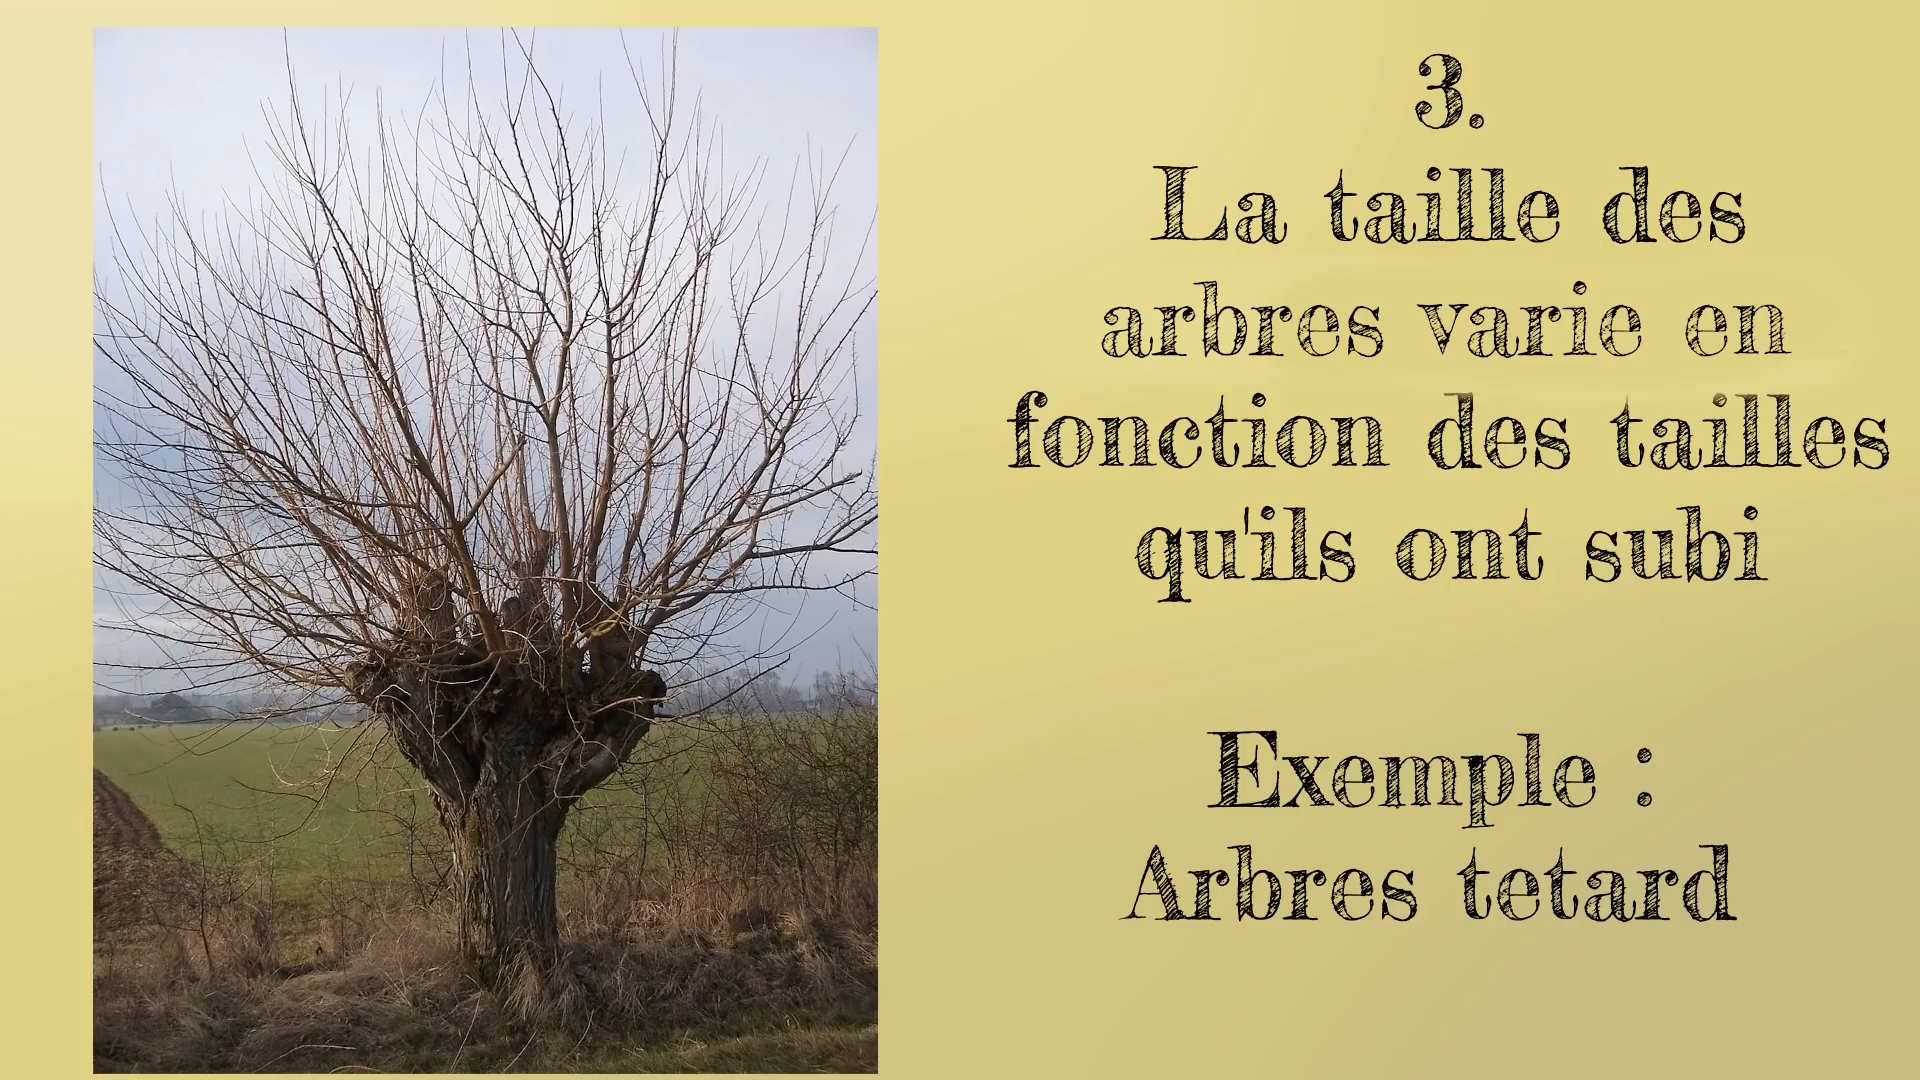 3.
La taille des
arbres varie en
fonction des tailles
qu'ils ont subi
Exemple :
Arbres tetard